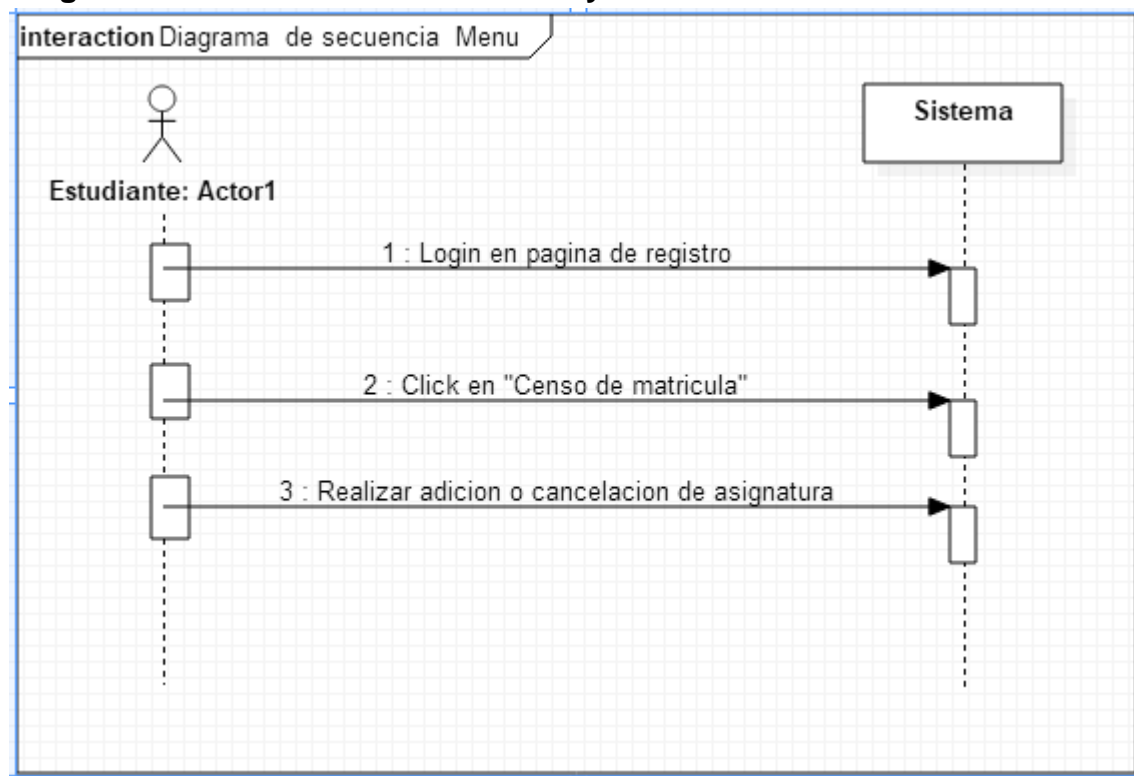 interaction Diagrama de secuencia Menu
Sistema
Estudiante: Actor1
1 : Login en pagina de registro
2 : Click en "Censo de matricula"
3 : Realizar adicion o cancelacion de asignatura